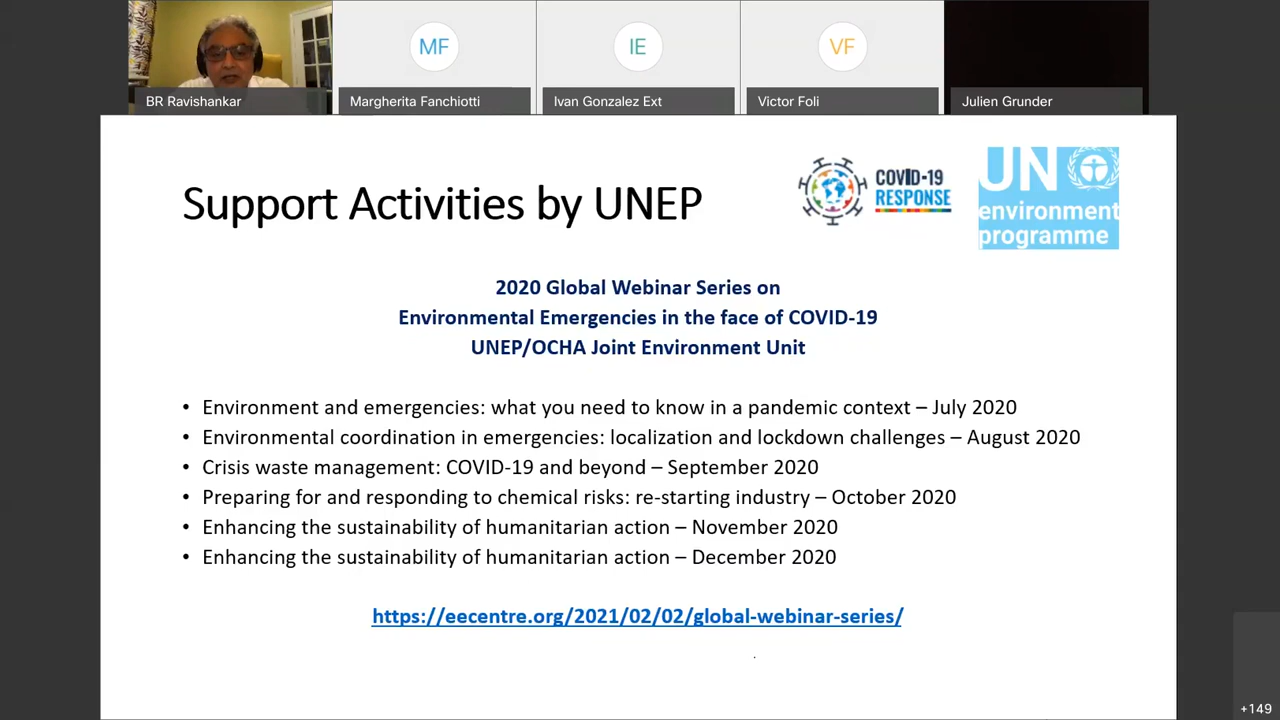 MF
IE
VF
BR Ravishankar
Margherita Fanchiotti
Ivan Gonzalez Ext
Victor Foli
Julien Grunder
Support Activities by UNEP
COVID-19
RESPONSE
UN
environment
programme
2020 Global Webinar Series on
Environmental Emergencies in the face of COVID-19
UNEP/OCHA Joint Environment Unit
• Environment and emergencies: what you need to know in a pandemic context – July 2020
• Environmental coordination in emergencies: localization and lockdown challenges – August 2020
• Crisis waste management: COVID-19 and beyond – September 2020
• Preparing for and responding to chemical risks: re-starting industry – October 2020
• Enhancing the sustainability of humanitarian action – November 2020
• Enhancing the sustainability of humanitarian action – December 2020
https://eecentre.org/2021/02/02/global-webinar-series/
+149